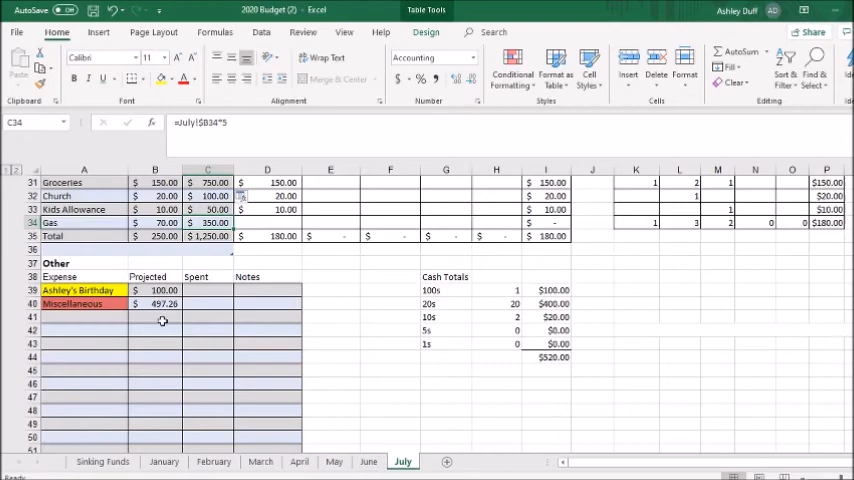 AutoSave Off 2020 Budget (2) - Excel Table Tools Ashley Duff AD
File Home Insert Page Layout Formulas Data Review View Help Design Search Share
Paste Calibri 11 A A Wrap Text Accounting Conditional Formatting Format as Table Cell Styles Insert Delete Format AutoSum Sort & Filter Find & Select
B I U A Merge & Center $ % Fill Clear
Clipboard Font Alignment Number Styles Cells Editing
C34 fx =July!$B34*5
1 2 A B C D E F G H I J K L M N O P
31 Groceries $ 150.00 $ 750.00 $ 150.00 $ 150.00 1 2 1 $150.00
32 Church $ 20.00 $ 100.00 20.00 $ 20.00 1 $20.00
33 Kids Allowance $ 10.00 $ 50.00 $ 10.00 $ 10.00 1 $10.00
34 Gas $ 70.00 $ 350.00 $ - 1 3 2 0 0 $180.00
35 Total $ 250.00 $ 1,250.00 $ 180.00 $ - $ - $ - $ - $ 180.00
36
37 Other
38 Expense Projected Spent Notes Cash Totals
39 Ashley's Birthday $ 100.00 100s 1 $100.00
40 Miscellaneous $ 497.26 20s 20 $400.00
41 10s 2 $20.00
42 5s 0 $0.00
43 1s 0 $0.00
44 $520.00
45
46
47
48
49
50
51
Sinking Funds January February March April May June July
Ready